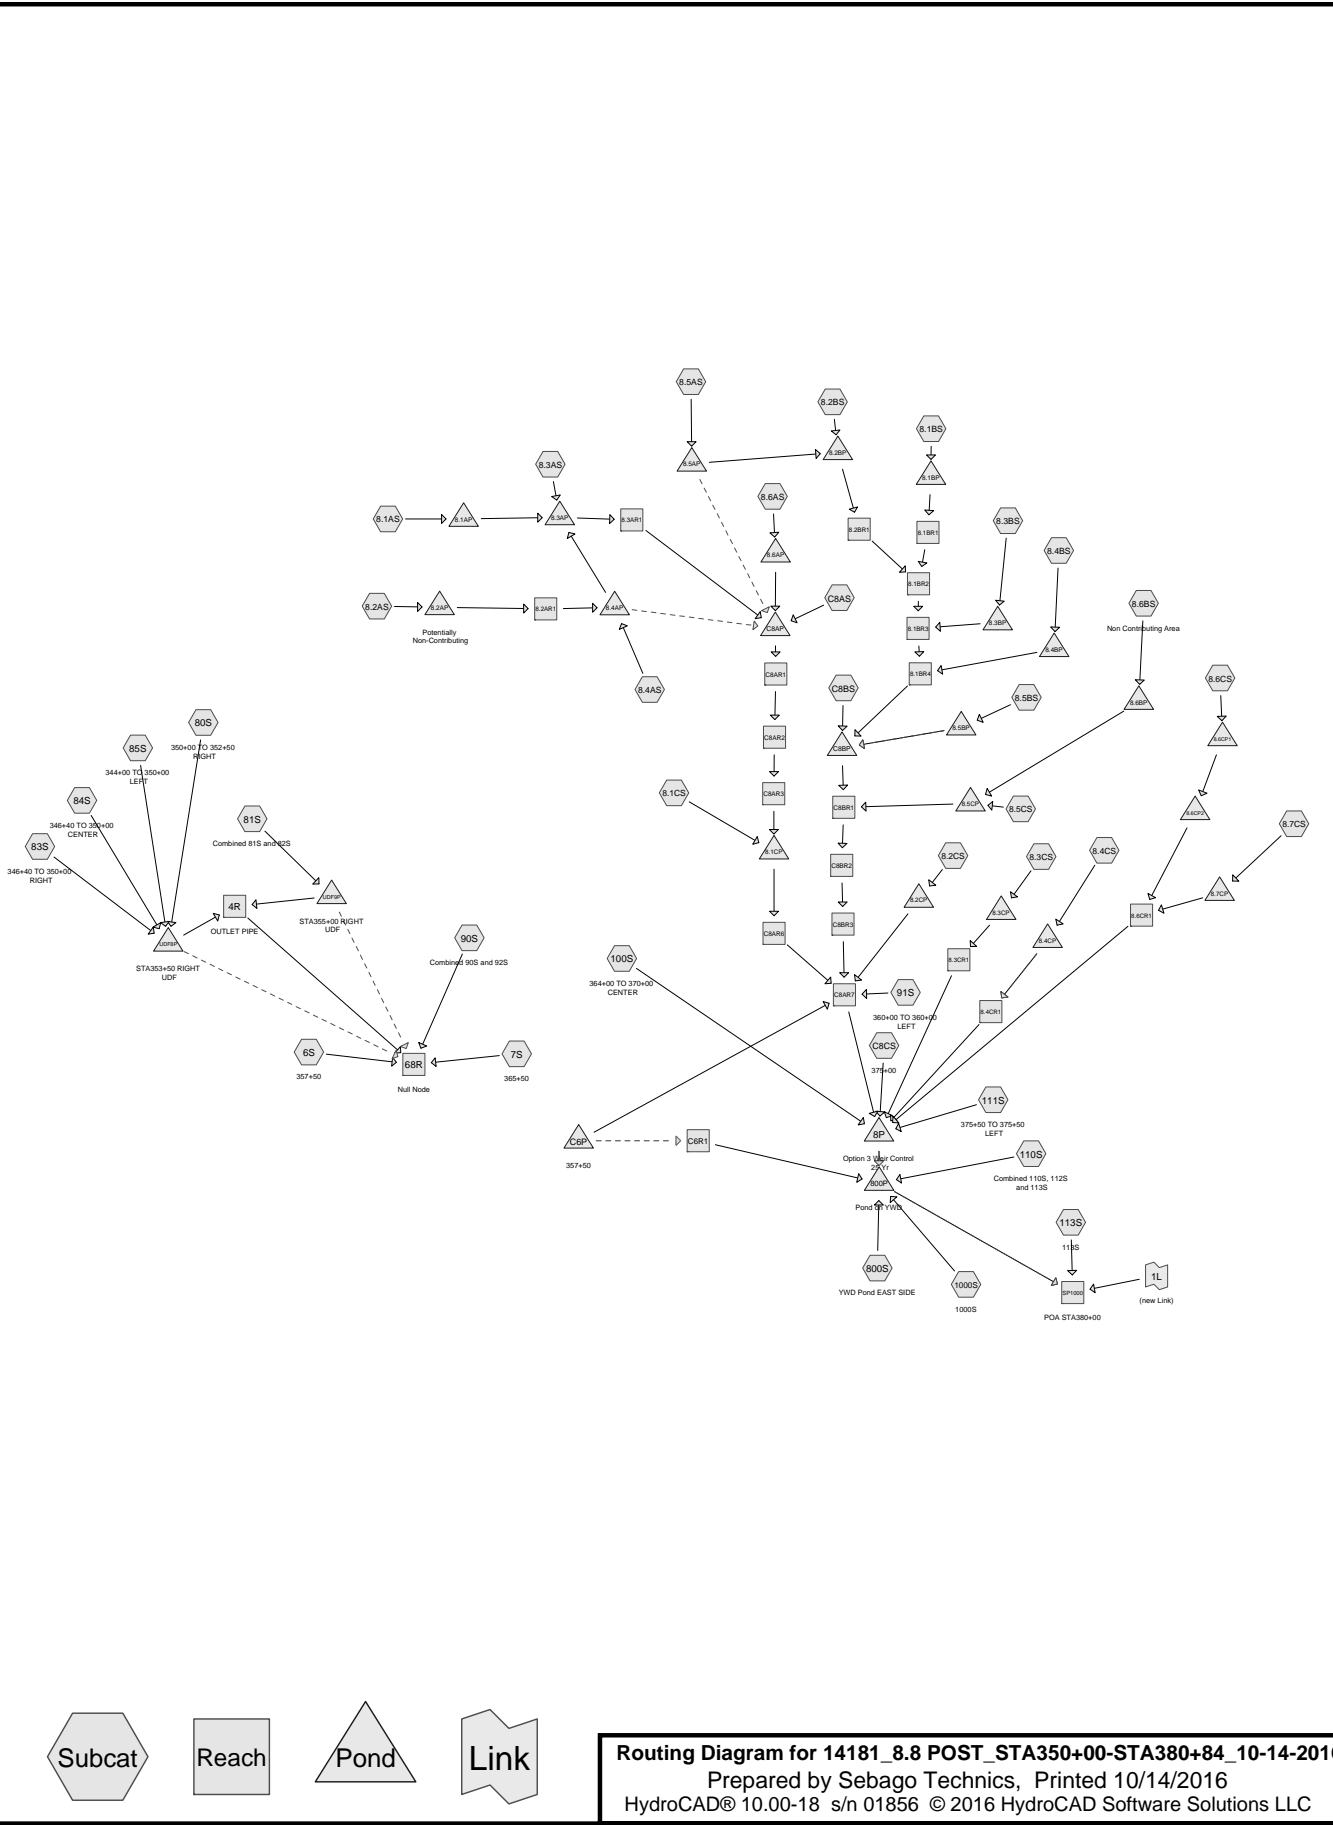 8.5AS
8.2BS
8.1BS
8.2BP
8.5AP
8.3AS
8.1BP
8.6AS
8.1AS
8.1AP
8.3AP
8.3AR1
8.3BS
8.2BR1
8.1BR1
8.4BS
8.6AP
8.1BR2
8.2AS
8.2AP
8.2AR1
8.4AP
C8AS
8.6BS
Potentially
Non-Contributing
C8AP
8.1BR3
8.3BP
Non Contributing Area
8.4BP
8.4AS
C8AR1
8.1BR4
8.6CS
C8BS
8.5BS
8.6BP
80S
350+00 TO 352+50
RIGHT
85S
344+00 TO 350+00
LEFT
C8AR2
C8BP
8.5BP
8.6CP1
84S
346+40 TO 350+00
CENTER
8.1CS
C8AR3
C8BR1
8.5CP
8.5CS
8.6CP2
81S
Combined 81S and 82S
8.7CS
83S
346+40 TO 350+00
RIGHT
8.1CP
C8BR2
8.2CS
8.3CS
8.4CS
4R
OUTLET PIPE
UDF9P
STA355+00 RIGHT
UDF
8.2CP
8.3CP
8.7CP
UDF8P
STA353+50 RIGHT
UDF
90S
Combined 90S and 92S
C8AR6
C8BR3
8.4CP
8.6CR1
100S
364+00 TO 370+00
CENTER
8.3CR1
C8AR7
91S
360+00 TO 360+00
LEFT
8.4CR1
6S
357+50
68R
Null Node
7S
365+50
C8CS
375+00
111S
375+50 TO 375+50
LEFT
C6P
357+50
C6R1
8P
Option 3 Weir Control
25 Yr
110S
Combined 110S, 112S
and 113S
800P
Pond at YWD
113S
113S
800S
YWD Pond EAST SIDE
1000S
1000S
SP1000
POA STA380+00
1L
(new Link)
Subcat
Reach
Pond
Link
Routing Diagram for 14181_8.8 POST_STA350+00-STA380+84_10-14-2016
Prepared by Sebago Technics, Printed 10/14/2016
HydroCAD® 10.00-18 s/n 01856 © 2016 HydroCAD Software Solutions LLC